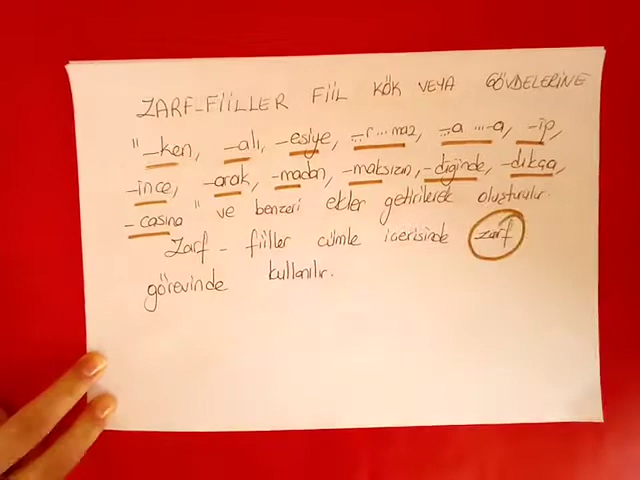 ZARF-FİİLLER FİİL KÖK VEYA GÖVDELERİNE
"-ken, -alı, -esiye, -r...maz, -a...-a, -ip,
-ince, -arak, -madan, -maksızın, -diğinde, -dıkça,
-casına" ve benzeri ekler getirilerek oluşturulur.
Zarf-fiiller cümle içerisinde zarf
görevinde kullanılır.